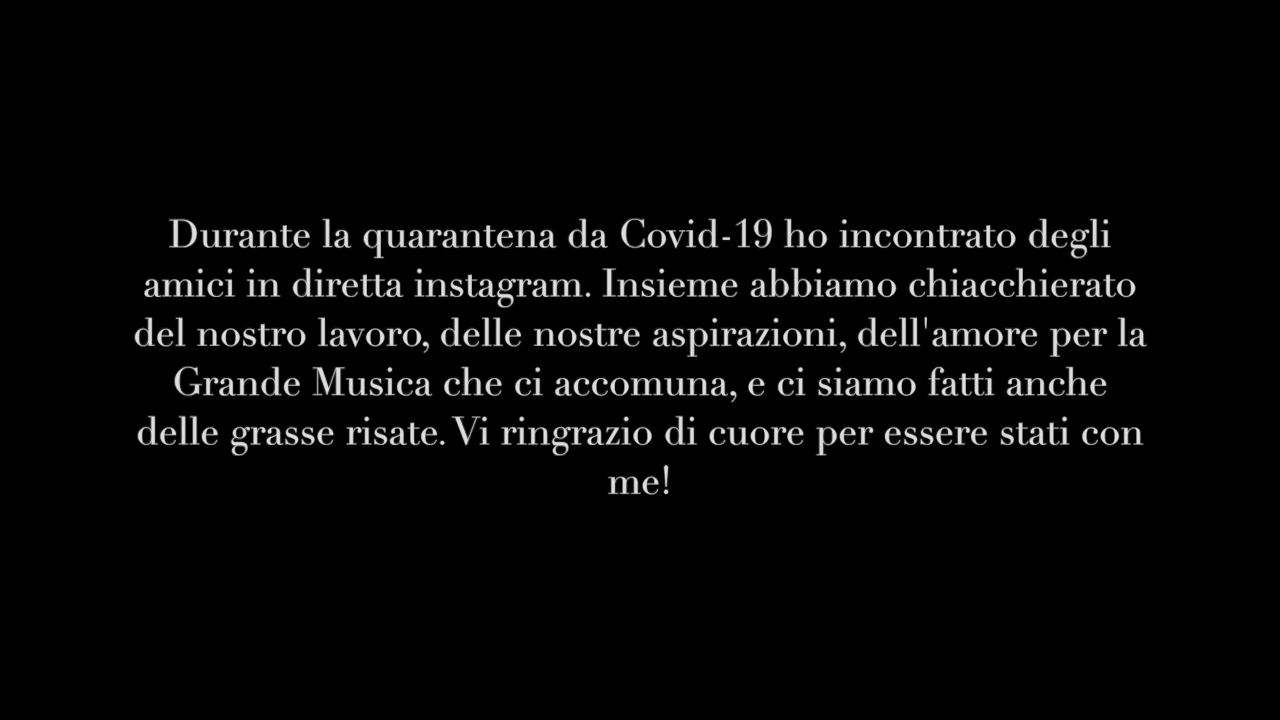 Durante la quarantena da Covid-19 ho incontrato degli
amici in diretta instagram. Insieme abbiamo chiacchierato
del nostro lavoro, delle nostre aspirazioni, dell'amore per la
Grande Musica che ci accomuna, e ci siamo fatti anche
delle grasse risate. Vi ringrazio di cuore per essere stati con
me!